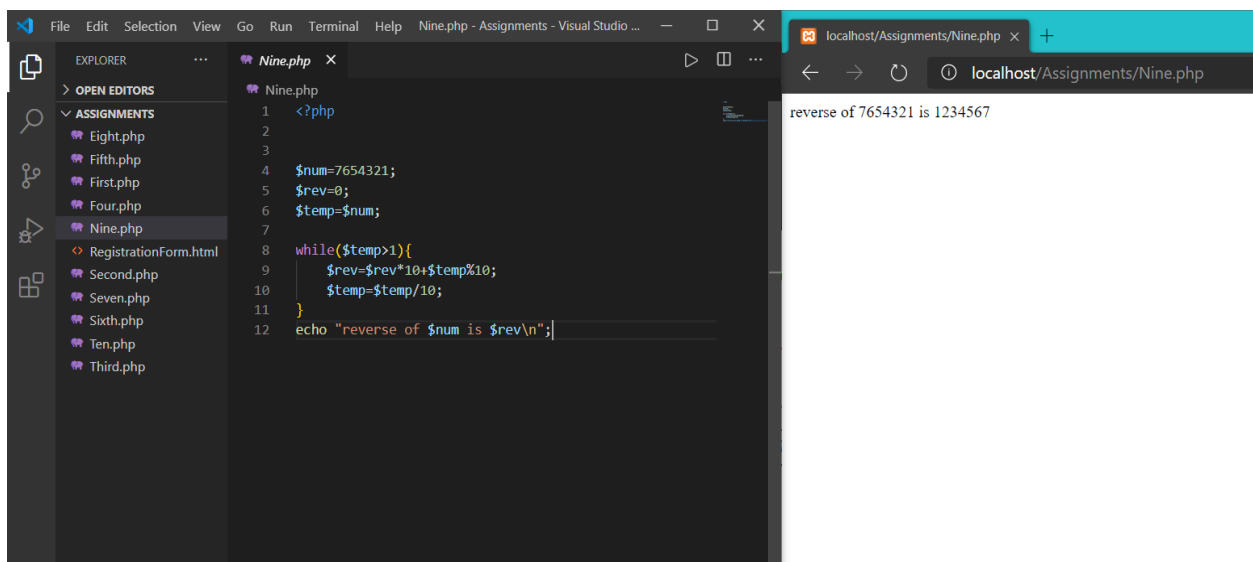 File Edit Selection View Go Run Terminal Help Nine.php - Assignments - Visual Studio ...
EXPLORER ...
OPEN EDITORS
ASSIGNMENTS
Eight.php
Fifth.php
First.php
Four.php
Nine.php
RegistrationForm.html
Second.php
Seven.php
Sixth.php
Ten.php
Third.php
Nine.php
Nine.php
1 <?php
2
3
4 $num=7654321;
5 $rev=0;
6 $temp=$num;
7
8 while($temp>1){
9 $rev=$rev*10+$temp%10;
10 $temp=$temp/10;
11 }
12 echo "reverse of $num is $rev\n";
localhost/Assignments/Nine.php
localhost/Assignments/Nine.php
reverse of 7654321 is 1234567